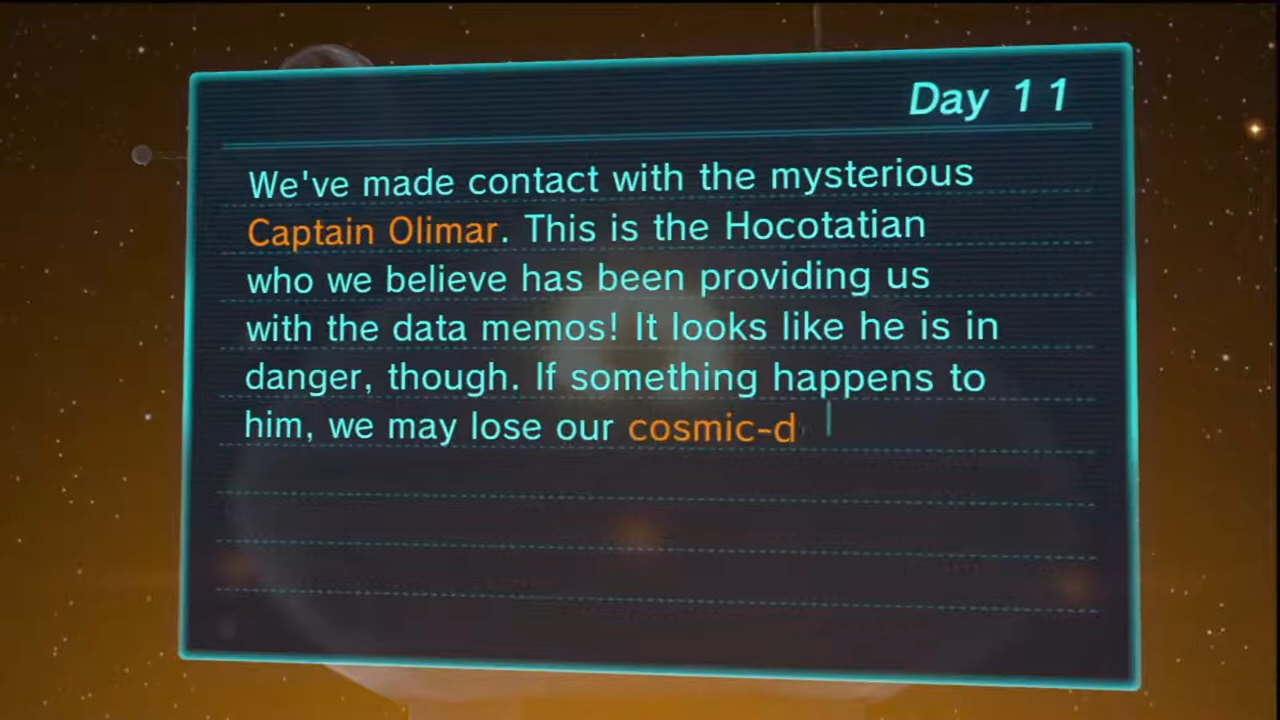 Day 11
We've made contact with the mysterious
Captain Olimar. This is the Hocotatian
who we believe has been providing us
with the data memos! It looks like he is in
danger, though. If something happens to
him, we may lose our cosmic-d